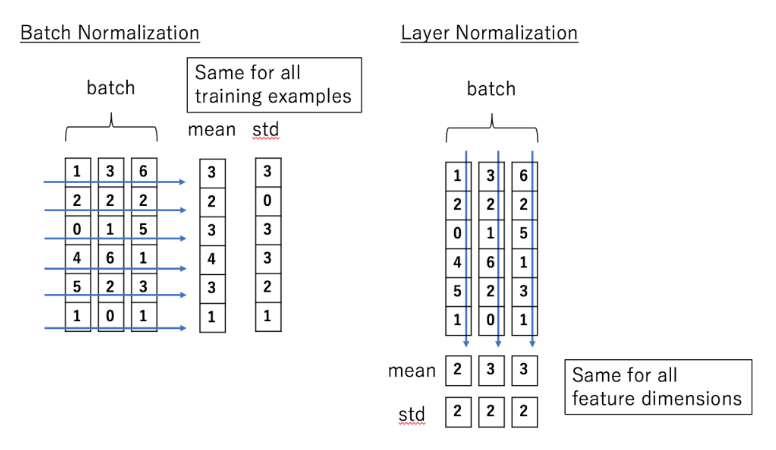 Batch Normalization
batch
Same for all
training examples
mean std
1 3 6 3 3
2 2 2 2 0
0 1 5 3 3
4 6 1 4 3
5 2 3 3 2
1 0 1 1 1
Layer Normalization
batch
1 3 6
2 2 2
0 1 5
4 6 1
5 2 3
1 0 1
mean 2 3 3
std 2 2 2
Same for all
feature dimensions